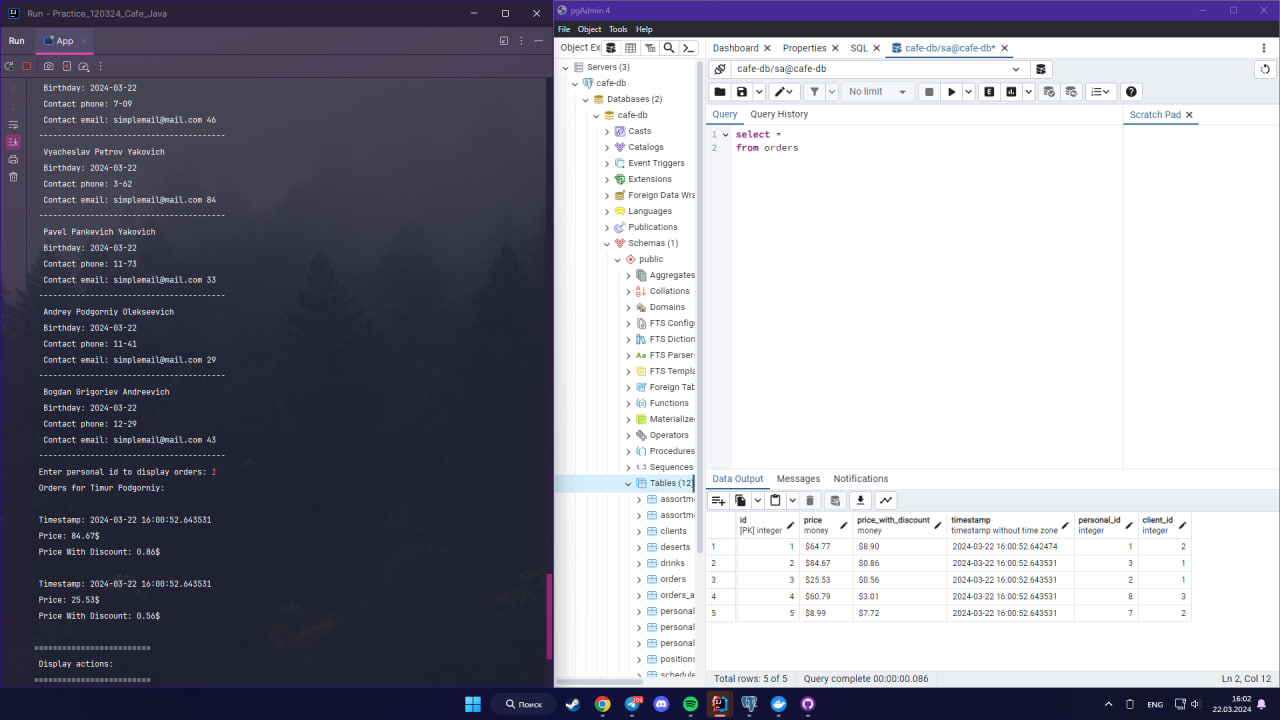 Run - Practice_120324_Cafe_Java
Run
App
Birthday: 2024-03-22
Contact phone: 7-09
Contact email: simplemail@mail.com 46
----------------------------------------
Vyacheslav Petrov Yakovich
Birthday: 2024-03-22
Contact phone: 3-62
Contact email: simplemail@mail.com 84
----------------------------------------
Pavel Pankevich Yakovich
Birthday: 2024-03-22
Contact phone: 11-73
Contact email: simplemail@mail.com 33
----------------------------------------
Andrey Podgorniy Olekseevich
Birthday: 2024-03-22
Contact phone: 11-41
Contact email: simplemail@mail.com 29
----------------------------------------
Bogdan Grigoriev Andreevich
Birthday: 2024-03-22
Contact phone: 12-29
Contact email: simplemail@mail.com 43
----------------------------------------
Enter personal id to display orders: 1
Orders for Timur Podgorniy:
Timestamp: 2024-03-22 16:00:52.643531
Price: 84.67$
Price With Discount: 0.86$
Timestamp: 2024-03-22 16:00:52.643531
Price: 25.53$
Price With Discount: 0.56$
=========================
Display actions:
=========================
pgAdmin 4
File Object Tools Help
Object Ex
Servers (3)
cafe-db
Databases (2)
cafe-db
Casts
Catalogs
Event Triggers
Extensions
Foreign Data Wra
Languages
Publications
Schemas (1)
public
Aggregates
Collations
Domains
FTS Config
FTS Diction
FTS Parsers
FTS Templa
Foreign Tab
Functions
Materialize
Operators
Procedures
1..3 Sequences
Tables (12)
assortme
assortme
clients
deserts
drinks
orders
orders_a
personal
personal
personal
positions
schedule
Dashboard Properties SQL cafe-db/sa@cafe-db*
cafe-db/sa@cafe-db
No limit
Query Query History
Scratch Pad
1 select *
2 from orders
Data Output Messages Notifications
id [PK] integer price money price_with_discount money timestamp timestamp without time zone personal_id integer client_id integer
1 1 $64.77 $8.90 2024-03-22 16:00:52.642474 1 2
2 2 $84.67 $0.86 2024-03-22 16:00:52.643531 3 1
3 3 $25.53 $0.56 2024-03-22 16:00:52.643531 2 1
4 4 $60.79 $3.01 2024-03-22 16:00:52.643531 8 3
5 5 $8.99 $7.72 2024-03-22 16:00:52.643531 7 2
Total rows: 5 of 5 Query complete 00:00:00.086 Ln 2, Col 12
Поиск
ENG
16:02
22.03.2024